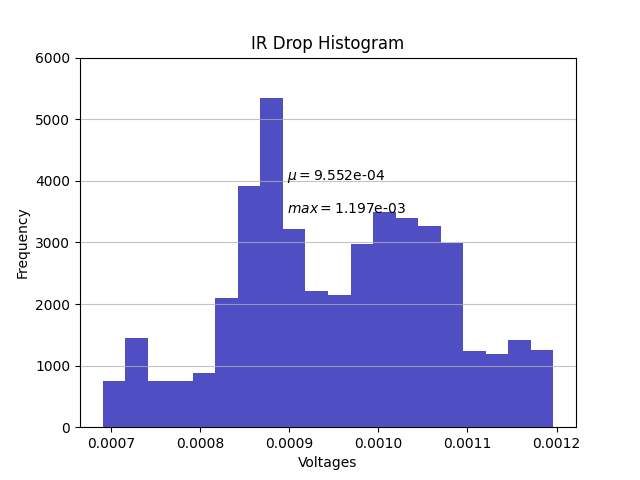 IR Drop Histogram
6000
5000
4000
3000
2000
1000
0
Frequency
μ = 9.552e-04
max = 1.197e-03
0.0007 0.0008 0.0009 0.0010 0.0011 0.0012
Voltages